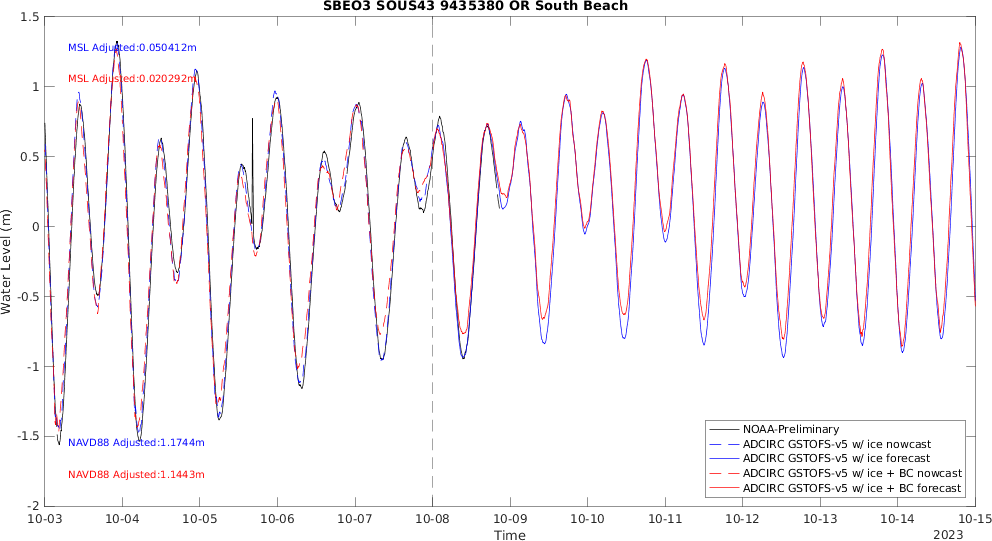 SBEO3 SOUS43 9435380 OR South Beach
MSL Adjusted:0.050412m
MSL Adjusted:0.020292m
NAVD88 Adjusted:1.1744m
NAVD88 Adjusted:1.1443m
Water Level (m)
1.5
1
0.5
0
-0.5
-1
-1.5
-2
NOAA-Preliminary
ADCIRC GSTOFS-v5 w/ ice nowcast
ADCIRC GSTOFS-v5 w/ ice forecast
ADCIRC GSTOFS-v5 w/ ice + BC nowcast
ADCIRC GSTOFS-v5 w/ ice + BC forecast
10-03 10-04 10-05 10-06 10-07 10-08 10-09 10-10 10-11 10-12 10-13 10-14 10-15
Time
2023